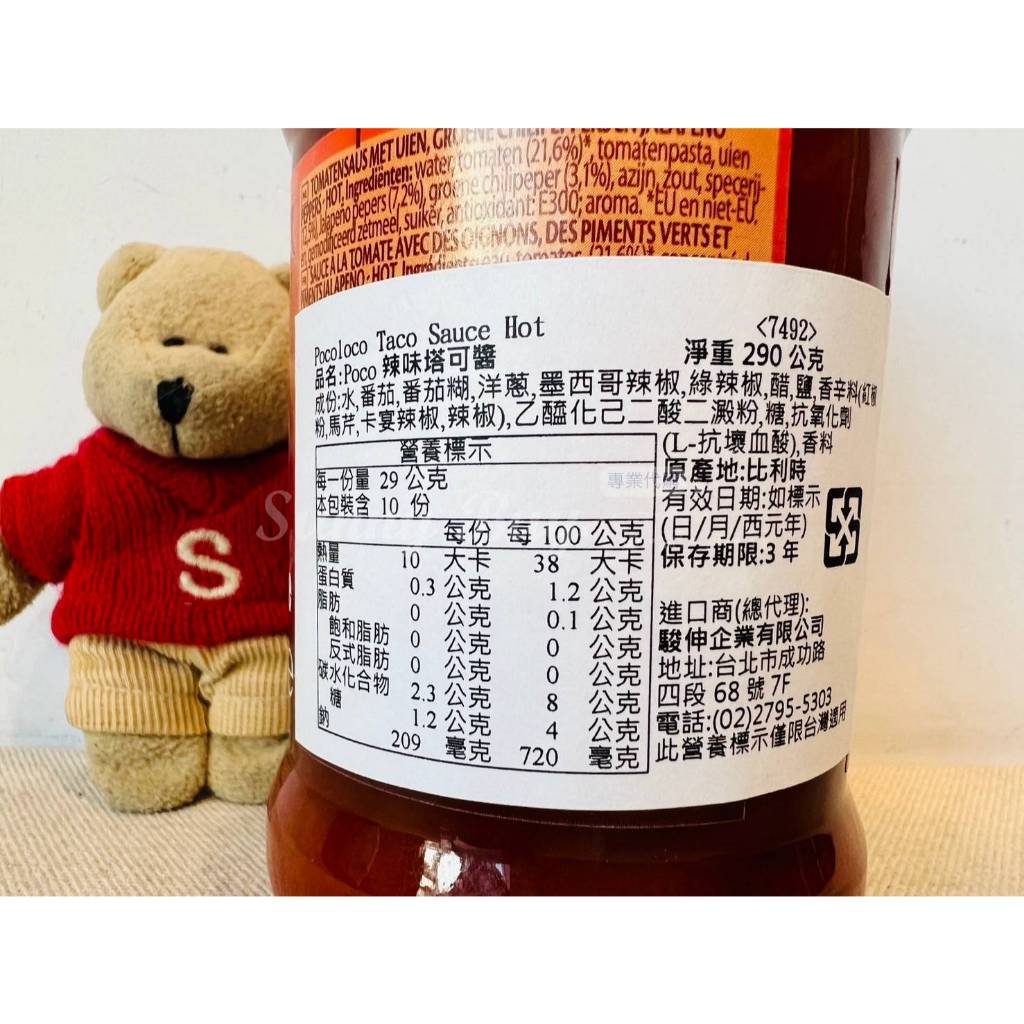 TOMATENSAUS MET UIEN, GROENE
HOT. Ingrediënten: water, tomaten (21,6%)*, tomatenpasta, uien
jalapeño pepers (7,2%), groene chilipeper (3,1%), azijn, zout, specerij-
gemodificeerd zetmeel, suiker, antioxidant: E300; aroma. *EU en niet-EU.
SAUCE A LA TOMATE AVEC DES OIGNONS, DES PIMENTS VERTS ET
JALAPEÑO - HOT.
Pocoloco Taco Sauce Hot
<7492>
品名:Poco 辣味塔可醬
淨重 290 公克
成份:水,番茄,番茄糊,洋蔥,墨西哥辣椒,綠辣椒,醋,鹽,香辛料(紅椒
粉,馬芹,卡宴辣椒,辣椒),乙醯化己二酸二澱粉,糖,抗氧化劑
(L-抗壞血酸),香料
營養標示
每一份量 29 公克
本包裝含 10 份
每份 每 100 公克
熱量 10 大卡 38 大卡
蛋白質 0.3 公克 1.2 公克
脂肪 0 公克 0.1 公克
飽和脂肪 0 公克 0 公克
反式脂肪 0 公克 0 公克
碳水化合物 2.3 公克 8 公克
糖 1.2 公克 4 公克
鈉 209 毫克 720 毫克
原產地:比利時
有效日期:如標示
(日/月/西元年)
保存期限:3 年
進口商(總代理):
駿伸企業有限公司
地址:台北市成功路
四段 68 號 7F
電話:(02)2795-5303
此營養標示僅限台灣適用
專業代購
S